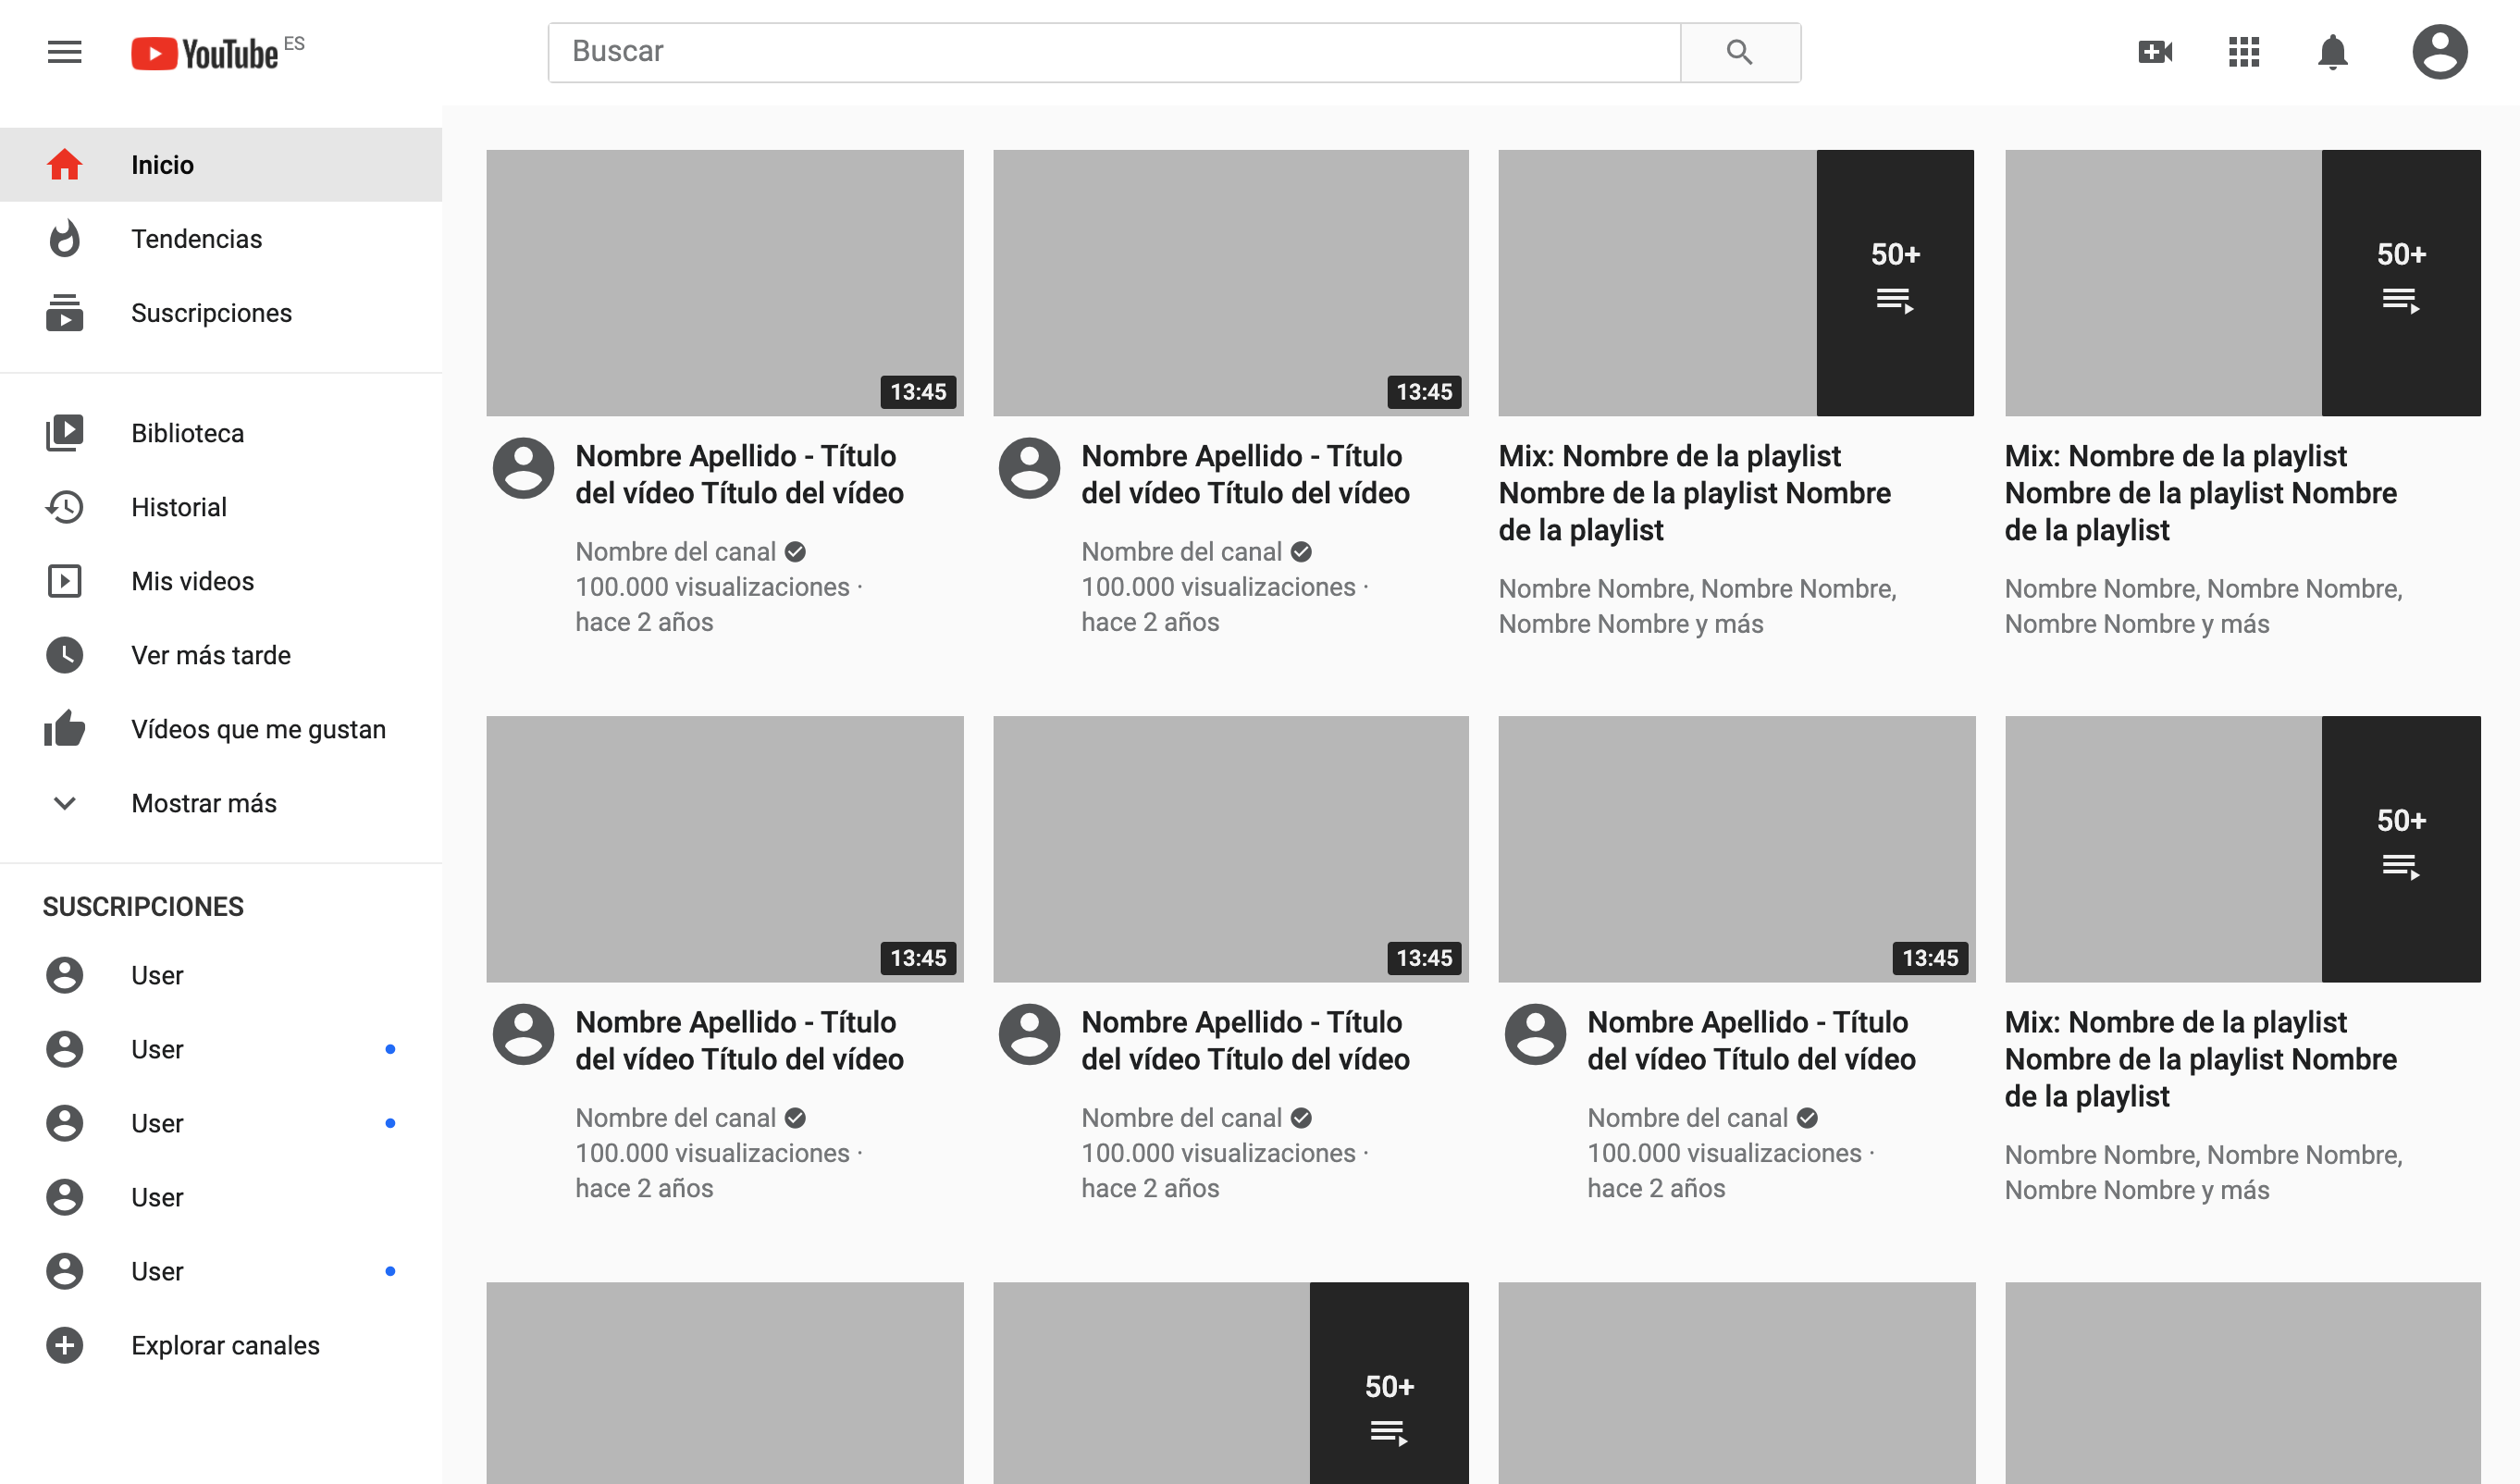 YouTube ES
Buscar
Inicio
Tendencias
Suscripciones
Biblioteca
Historial
Mis videos
Ver más tarde
Vídeos que me gustan
Mostrar más
SUSCRIPCIONES
User
User
User
User
User
Explorar canales
13:45
Nombre Apellido - Título
del vídeo Título del vídeo
Nombre del canal
100.000 visualizaciones ·
hace 2 años
13:45
Nombre Apellido - Título
del vídeo Título del vídeo
Nombre del canal
100.000 visualizaciones ·
hace 2 años
50+
Mix: Nombre de la playlist
Nombre de la playlist Nombre
de la playlist
Nombre Nombre, Nombre Nombre,
Nombre Nombre y más
50+
Mix: Nombre de la playlist
Nombre de la playlist Nombre
de la playlist
Nombre Nombre, Nombre Nombre,
Nombre Nombre y más
13:45
Nombre Apellido - Título
del vídeo Título del vídeo
Nombre del canal
100.000 visualizaciones ·
hace 2 años
13:45
Nombre Apellido - Título
del vídeo Título del vídeo
Nombre del canal
100.000 visualizaciones ·
hace 2 años
13:45
Nombre Apellido - Título
del vídeo Título del vídeo
Nombre del canal
100.000 visualizaciones ·
hace 2 años
50+
Mix: Nombre de la playlist
Nombre de la playlist Nombre
de la playlist
Nombre Nombre, Nombre Nombre,
Nombre Nombre y más
50+